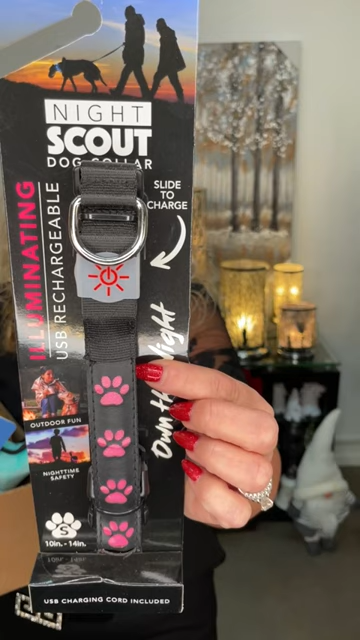 NIGHT
SCOUT
DOG COLLAR
ILLUMINATING
USB RECHARGEABLE
SLIDE
TO
CHARGE
Own the Night
OUTDOOR FUN
NIGHTTIME
SAFETY
S
10in. - 14in.
USB CHARGING CORD INCLUDED